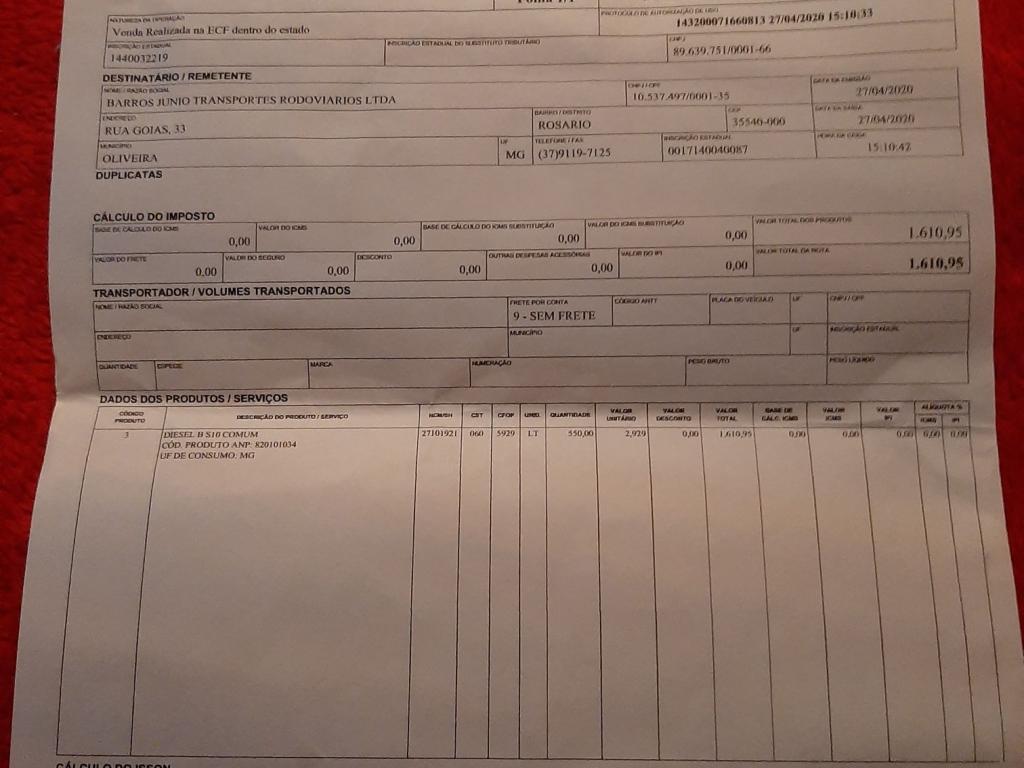 Folha 1/1
NATUREZA DA OPERAÇÃO
Venda Realizada na ECF dentro do estado
PROTOCOLO DE AUTORIZAÇÃO DE USO
143200071660813 27/04/2020 15:10:33
INSCRIÇÃO ESTADUAL
1440032219
INSCRIÇÃO ESTADUAL DO SUBSTITUTO TRIBUTÁRIO
CNPJ
89.639.751/0001-66
DESTINATÁRIO / REMETENTE
NOME / RAZÃO SOCIAL
BARROS JUNIO TRANSPORTES RODOVIARIOS LTDA
CNPJ / CPF
10.537.497/0001-35
DATA DA EMISSÃO
27/04/2020
ENDEREÇO
RUA GOIAS, 33
BAIRRO / DISTRITO
ROSARIO
CEP
35540-000
DATA DA SAÍDA
27/04/2020
MUNICÍPIO
OLIVEIRA
UF
MG
TELEFONE / FAX
(37)9119-7125
INSCRIÇÃO ESTADUAL
0017140040087
HORA DA SAÍDA
15:10:42
DUPLICATAS
CÁLCULO DO IMPOSTO
BASE DE CÁLCULO DO ICMS
0,00
VALOR DO ICMS
0,00
BASE DE CÁLCULO DO ICMS SUBSTITUIÇÃO
0,00
VALOR DO ICMS SUBSTITUIÇÃO
0,00
VALOR TOTAL DOS PRODUTOS
1.610,95
VALOR DO FRETE
0,00
VALOR DO SEGURO
0,00
DESCONTO
0,00
OUTRAS DESPESAS ACESSÓRIAS
0,00
VALOR DO IPI
0,00
VALOR TOTAL DA NOTA
1.610,95
TRANSPORTADOR / VOLUMES TRANSPORTADOS
NOME / RAZÃO SOCIAL
FRETE POR CONTA
9 - SEM FRETE
CÓDIGO ANTT
PLACA DO VEÍCULO
UF
CNPJ / CPF
ENDEREÇO
MUNICÍPIO
UF
INSCRIÇÃO ESTADUAL
QUANTIDADE
ESPÉCIE
MARCA
NUMERAÇÃO
PESO BRUTO
PESO LÍQUIDO
DADOS DOS PRODUTOS / SERVIÇOS
CÓDIGO PRODUTO DESCRIÇÃO DO PRODUTO / SERVIÇO NCM/SH CST CFOP UNID. QUANTIDADE VALOR UNITÁRIO VALOR DESCONTO VALOR TOTAL BASE DE CÁLC. ICMS VALOR ICMS VALOR IPI ALÍQUOTA % ICMS IPI
3 DIESEL B S10 COMUM 27101921 060 5929 LT 550,00 2,929 0,00 1.610,95 0,00 0,00 0,00 0,00 0,00
CÓD. PRODUTO ANP: 820101034
UF DE CONSUMO: MG
CÁLCULO DO ISSQN